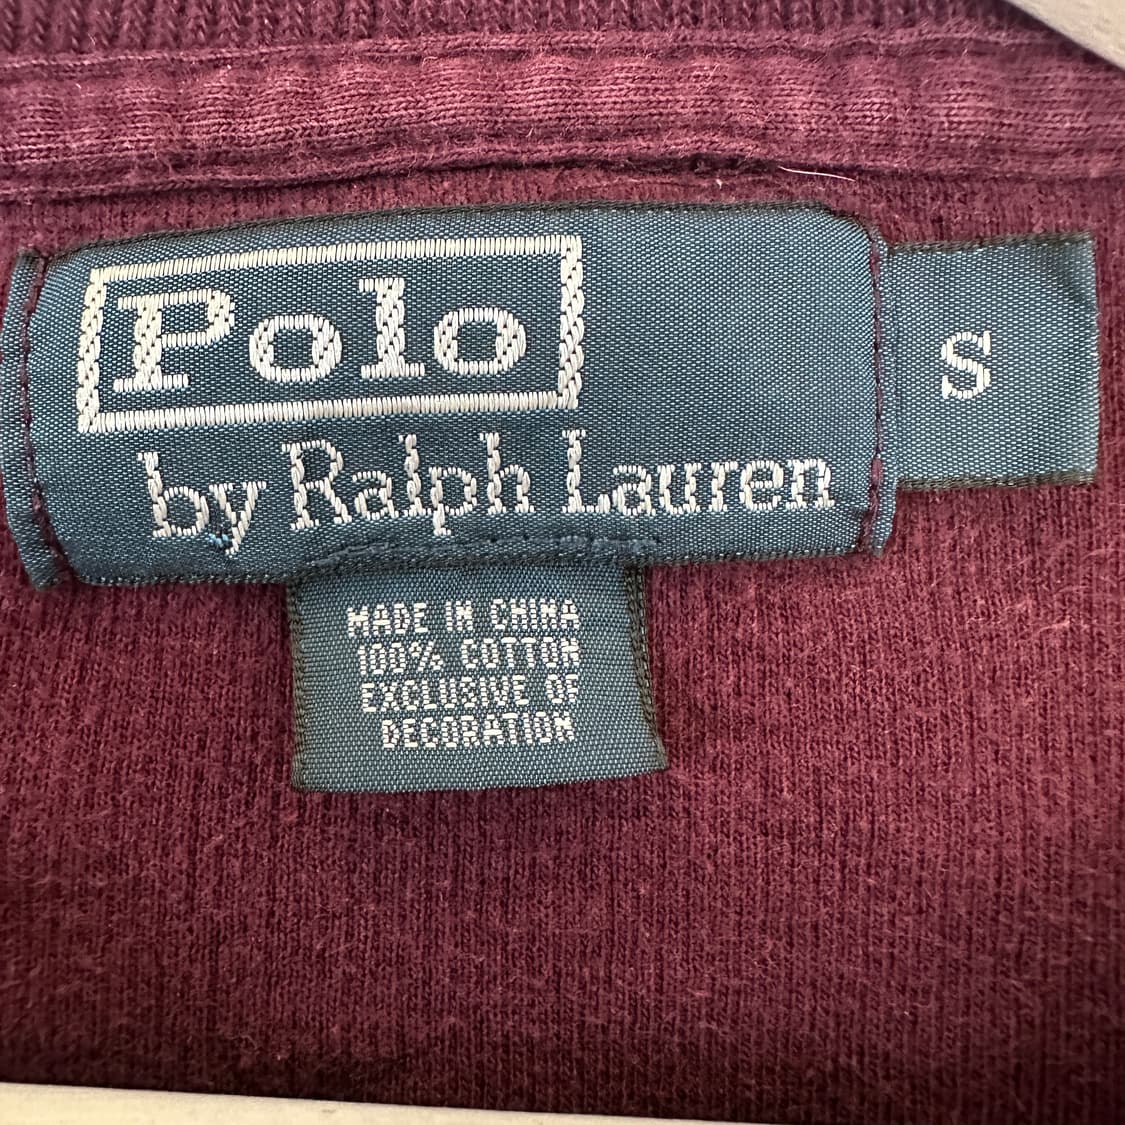 Polo
by Ralph Lauren
S
MADE IN CHINA
100% COTTON
EXCLUSIVE OF
DECORATION